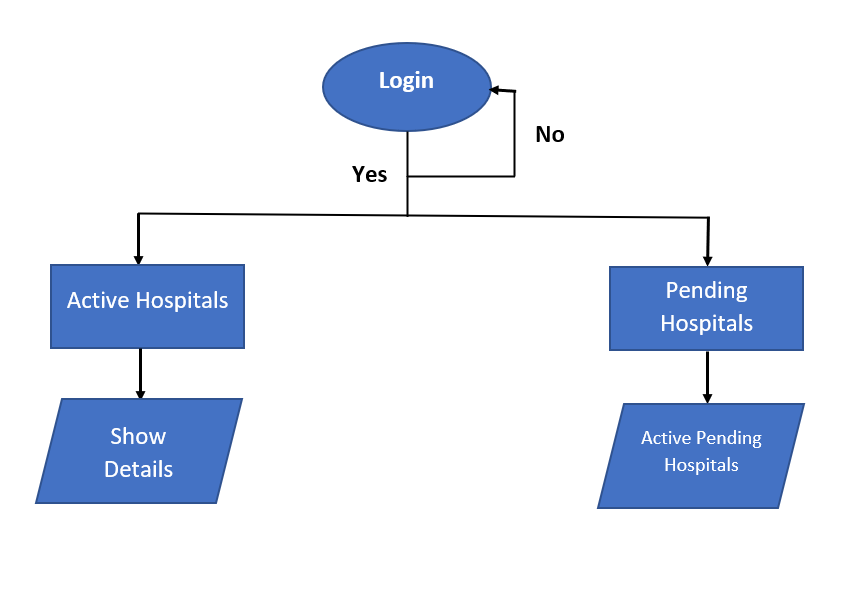 Login
No
Yes
Active Hospitals
Pending
Hospitals
Show
Details
Active Pending
Hospitals